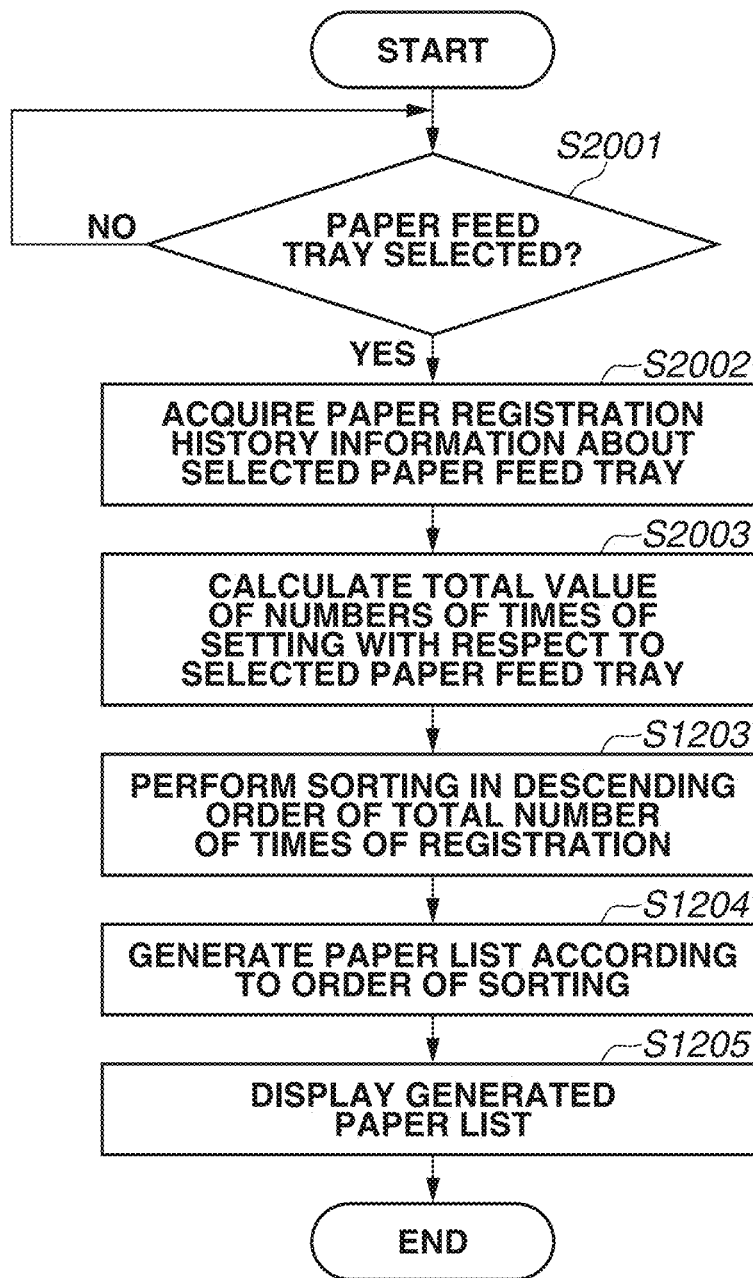 START
S2001
PAPER FEED
TRAY SELECTED?
NO
YES
S2002
ACQUIRE PAPER REGISTRATION
HISTORY INFORMATION ABOUT
SELECTED PAPER FEED TRAY
S2003
CALCULATE TOTAL VALUE
OF NUMBERS OF TIMES OF
SETTING WITH RESPECT TO
SELECTED PAPER FEED TRAY
S1203
PERFORM SORTING IN DESCENDING
ORDER OF TOTAL NUMBER
OF TIMES OF REGISTRATION
S1204
GENERATE PAPER LIST ACCORDING
TO ORDER OF SORTING
S1205
DISPLAY GENERATED
PAPER LIST
END